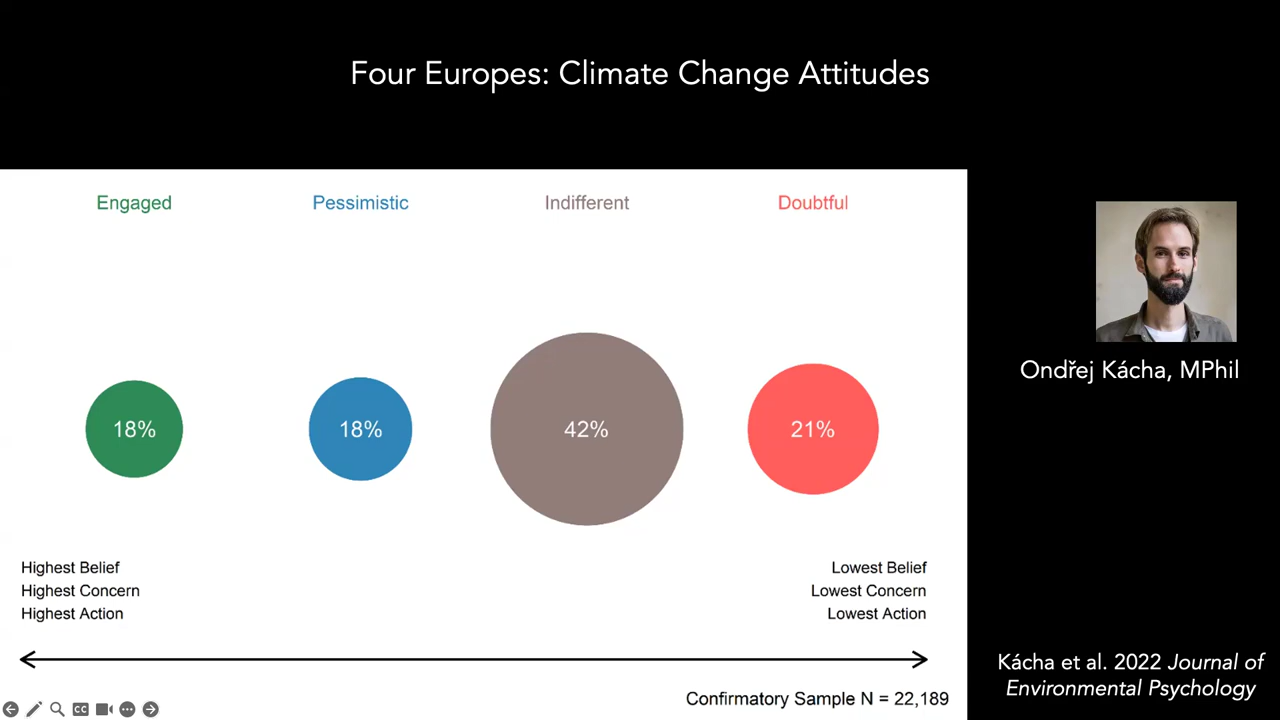 Four Europes: Climate Change Attitudes
Engaged
Pessimistic
Indifferent
Doubtful
18%
18%
42%
21%
Ondřej Kácha, MPhil
Highest Belief
Highest Concern
Highest Action
Lowest Belief
Lowest Concern
Lowest Action
Kácha et al. 2022 Journal of
Environmental Psychology
Confirmatory Sample N = 22,189
CC